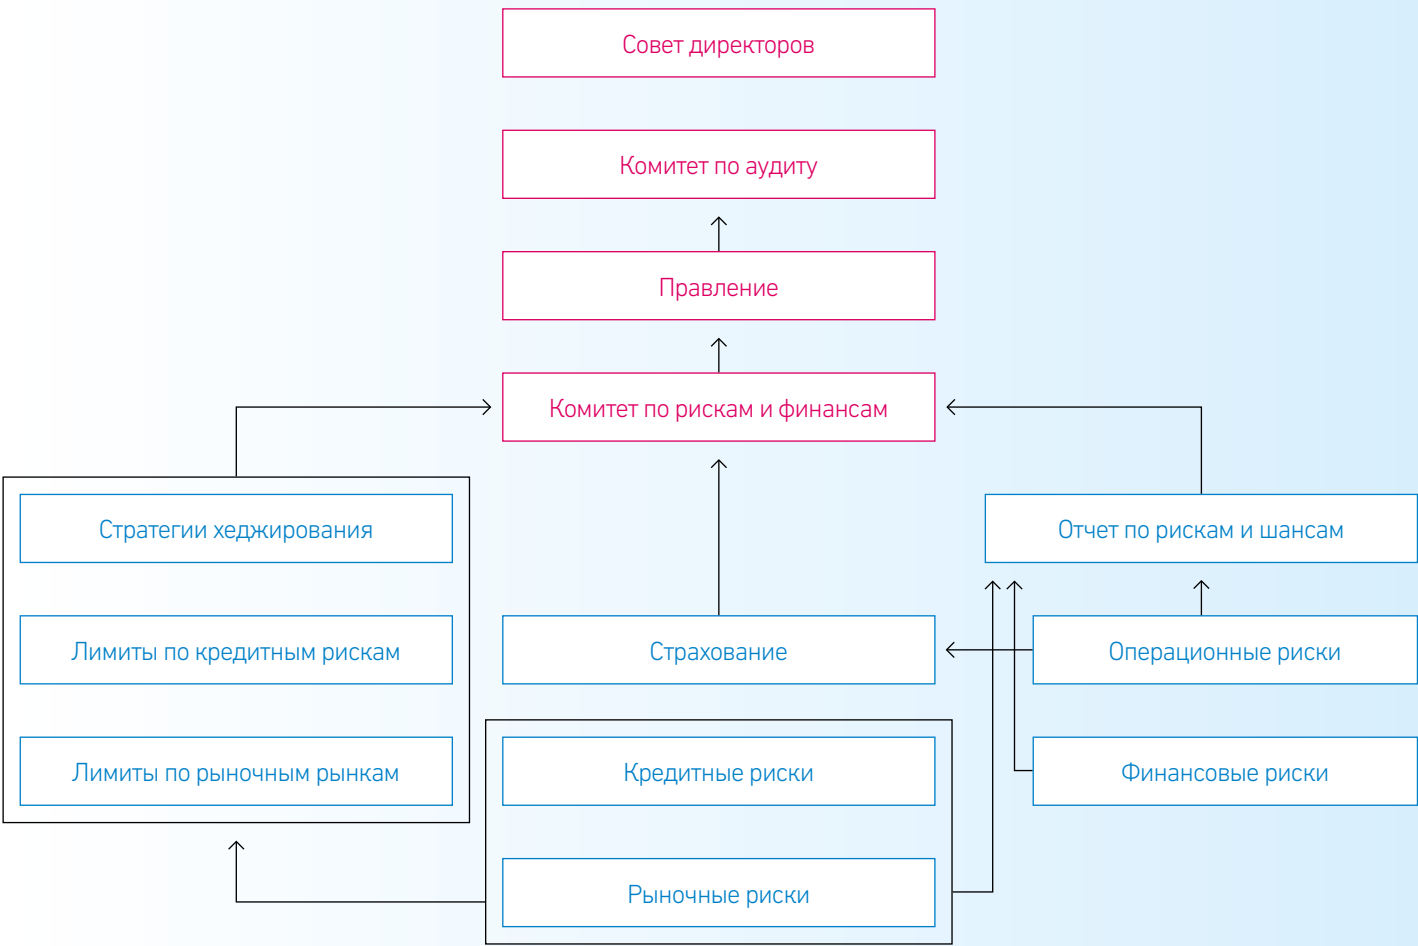 Совет директоров
Комитет по аудиту
Правление
Комитет по рискам и финансам
Стратегии хеджирования
Отчет по рискам и шансам
Лимиты по кредитным рискам
Страхование
Операционные риски
Лимиты по рыночным рынкам
Кредитные риски
Финансовые риски
Рыночные риски